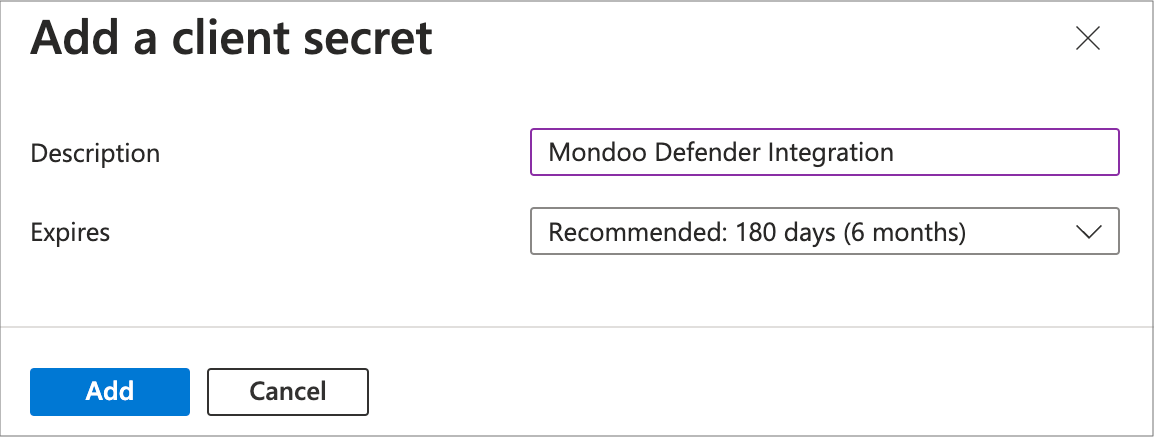 Add a client secret
Description
Mondoo Defender Integration
Expires
Recommended: 180 days (6 months)
Add
Cancel